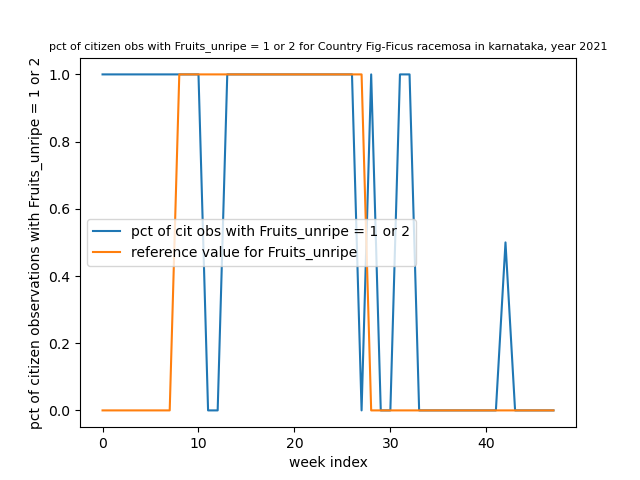 pct of citizen obs with Fruits_unripe = 1 or 2 for Country Fig-Ficus racemosa in karnataka, year 2021
pct of citizen observations with Fruits_unripe = 1 or 2
1.0
0.8
0.6
0.4
0.2
0.0
pct of cit obs with Fruits_unripe = 1 or 2
reference value for Fruits_unripe
0 10 20 30 40
week index